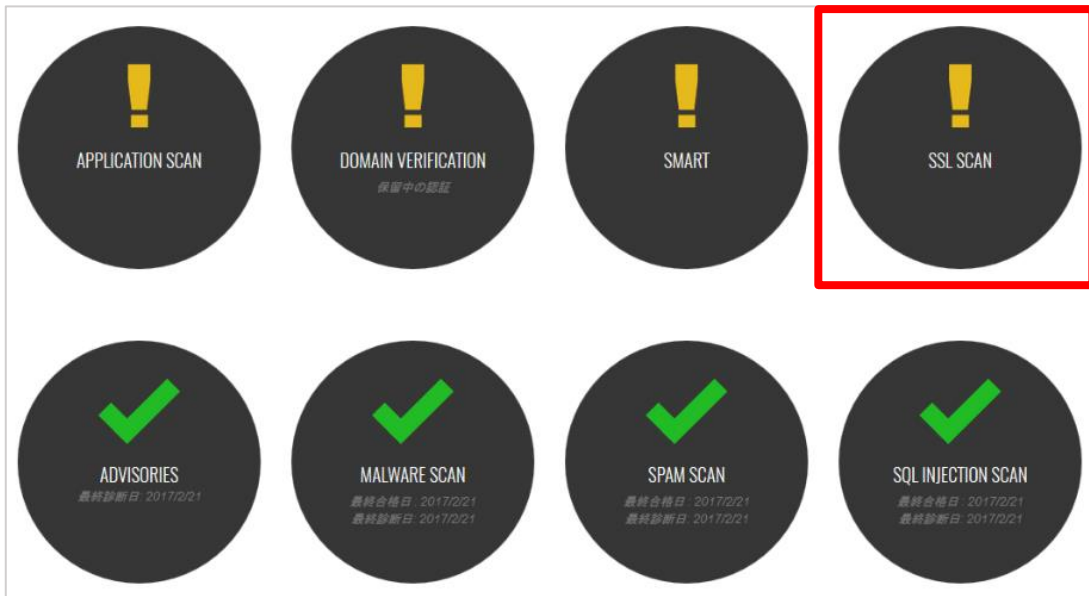 APPLICATION SCAN
DOMAIN VERIFICATION
保留中の認証
SMART
SSL SCAN
ADVISORIES
最終診断日: 2017/2/21
MALWARE SCAN
最終合格日: 2017/2/21
最終診断日: 2017/2/21
SPAM SCAN
最終合格日: 2017/2/21
最終診断日: 2017/2/21
SQL INJECTION SCAN
最終合格日: 2017/2/21
最終診断日: 2017/2/21